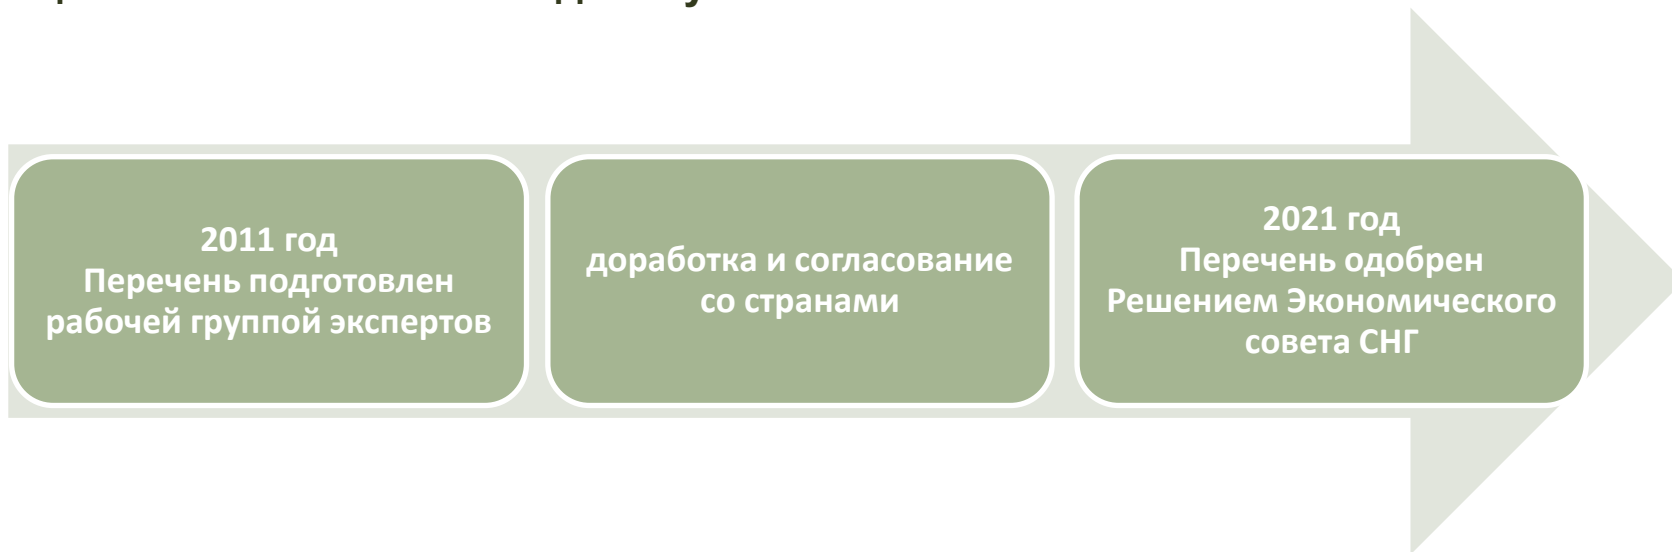 2011 год
Перечень подготовлен
рабочей группой экспертов
доработка и согласование
со странами
2021 год
Перечень одобрен
Решением Экономического
совета СНГ